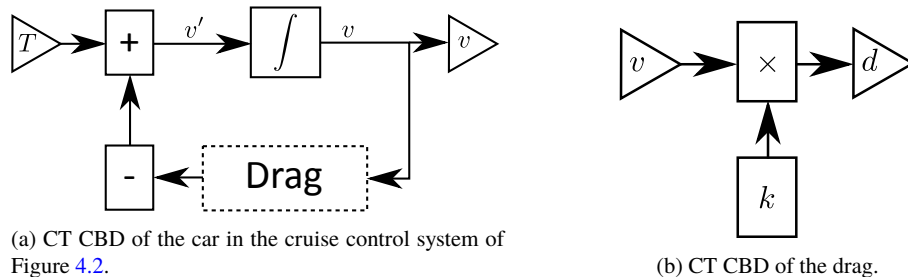 T
+
v′
∫
v
v
-
Drag
(a) CT CBD of the car in the cruise control system of
Figure 4.2.
v
×
d
k
(b) CT CBD of the drag.